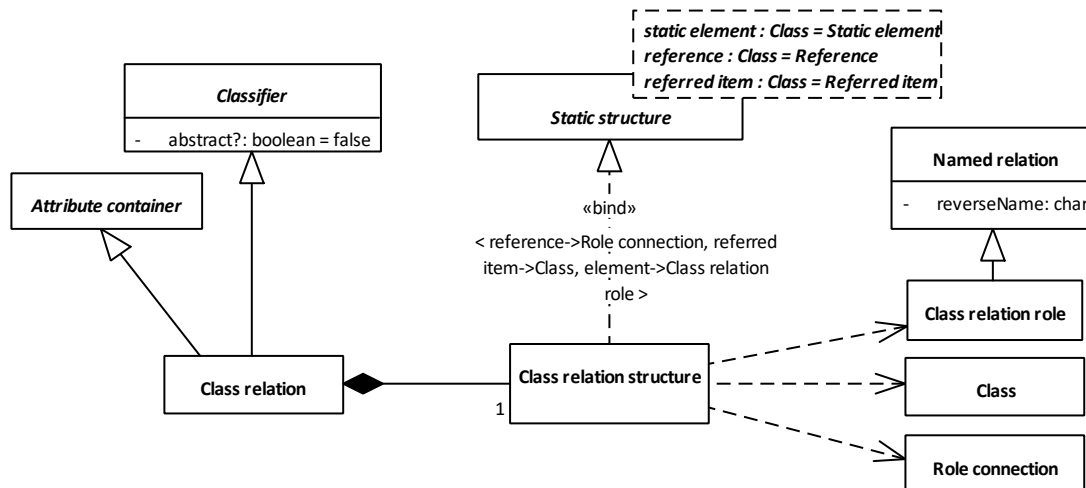 static element : Class = Static element
reference : Class = Reference
referred item : Class = Referred item
Classifier
- abstract?: boolean = false
Static structure
Named relation
- reverseName: char
Attribute container
«bind»
< reference->Role connection, referred
item->Class, element->Class relation
role >
Class relation role
Class relation
Class relation structure
1
Class
Role connection